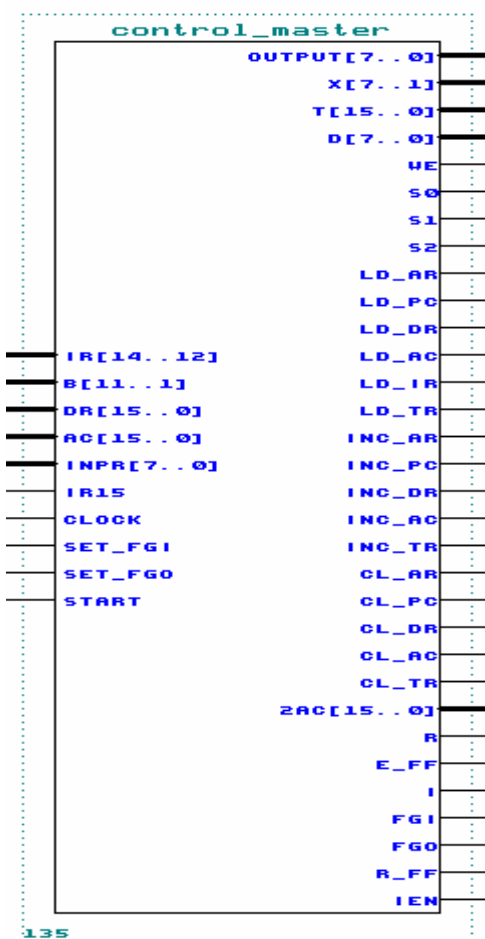 control_master
OUTPUT[7..0]
X[7..1]
T[15..0]
D[7..0]
WE
S0
S1
S2
LD_AR
LD_PC
LD_DR
IR[14..12] LD_AC
B[11..1] LD_IR
DR[15..0] LD_TR
AC[15..0] INC_AR
INPR[7..0] INC_PC
IR15 INC_DR
CLOCK INC_AC
SET_FGI INC_TR
SET_FGO CL_AR
START CL_PC
CL_DR
CL_AC
CL_TR
2AC[15..0]
R
E_FF
I
FGI
FGO
R_FF
IEN
135